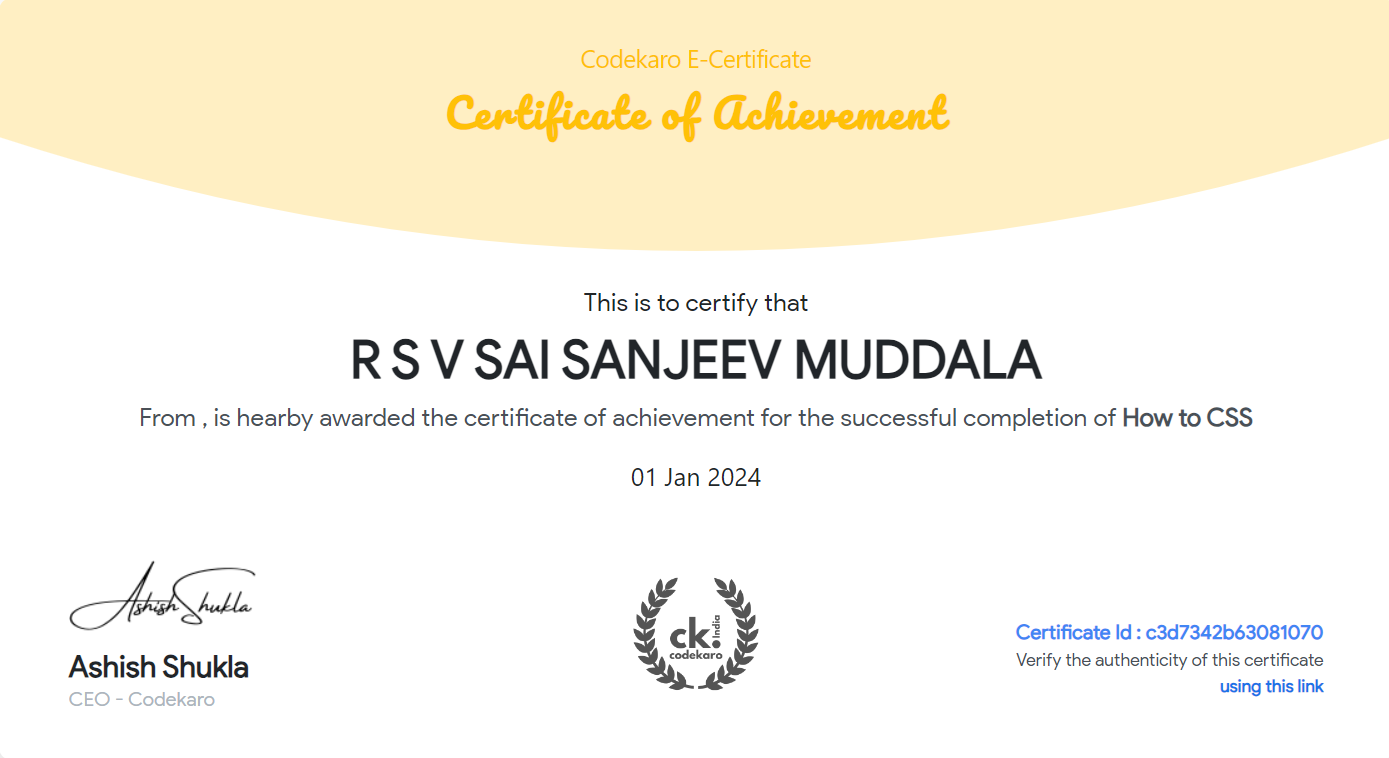 Codekaro E-Certificate
Certificate of Achievement
This is to certify that
R S V SAI SANJEEV MUDDALA
From , is hearby awarded the certificate of achievement for the successful completion of How to CSS
01 Jan 2024
Ashish Shukla
Ashish Shukla
CEO - Codekaro
ck. India
codekaro
Certificate Id : c3d7342b63081070
Verify the authenticity of this certificate
using this link